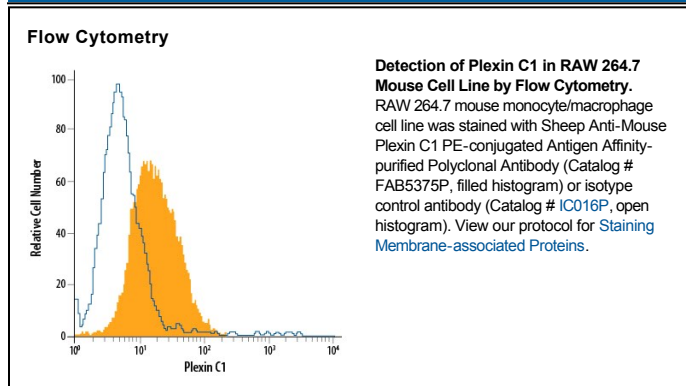 Flow Cytometry
Detection of Plexin C1 in RAW 264.7
Mouse Cell Line by Flow Cytometry.
RAW 264.7 mouse monocyte/macrophage
cell line was stained with Sheep Anti-Mouse
Plexin C1 PE-conjugated Antigen Affinity-
purified Polyclonal Antibody (Catalog #
FAB5375P, filled histogram) or isotype
control antibody (Catalog # IC016P, open
histogram). View our protocol for Staining
Membrane-associated Proteins.
Relative Cell Number
100
80
60
40
20
0
10⁰ 10¹ 10² 10³ 10⁴
Plexin C1